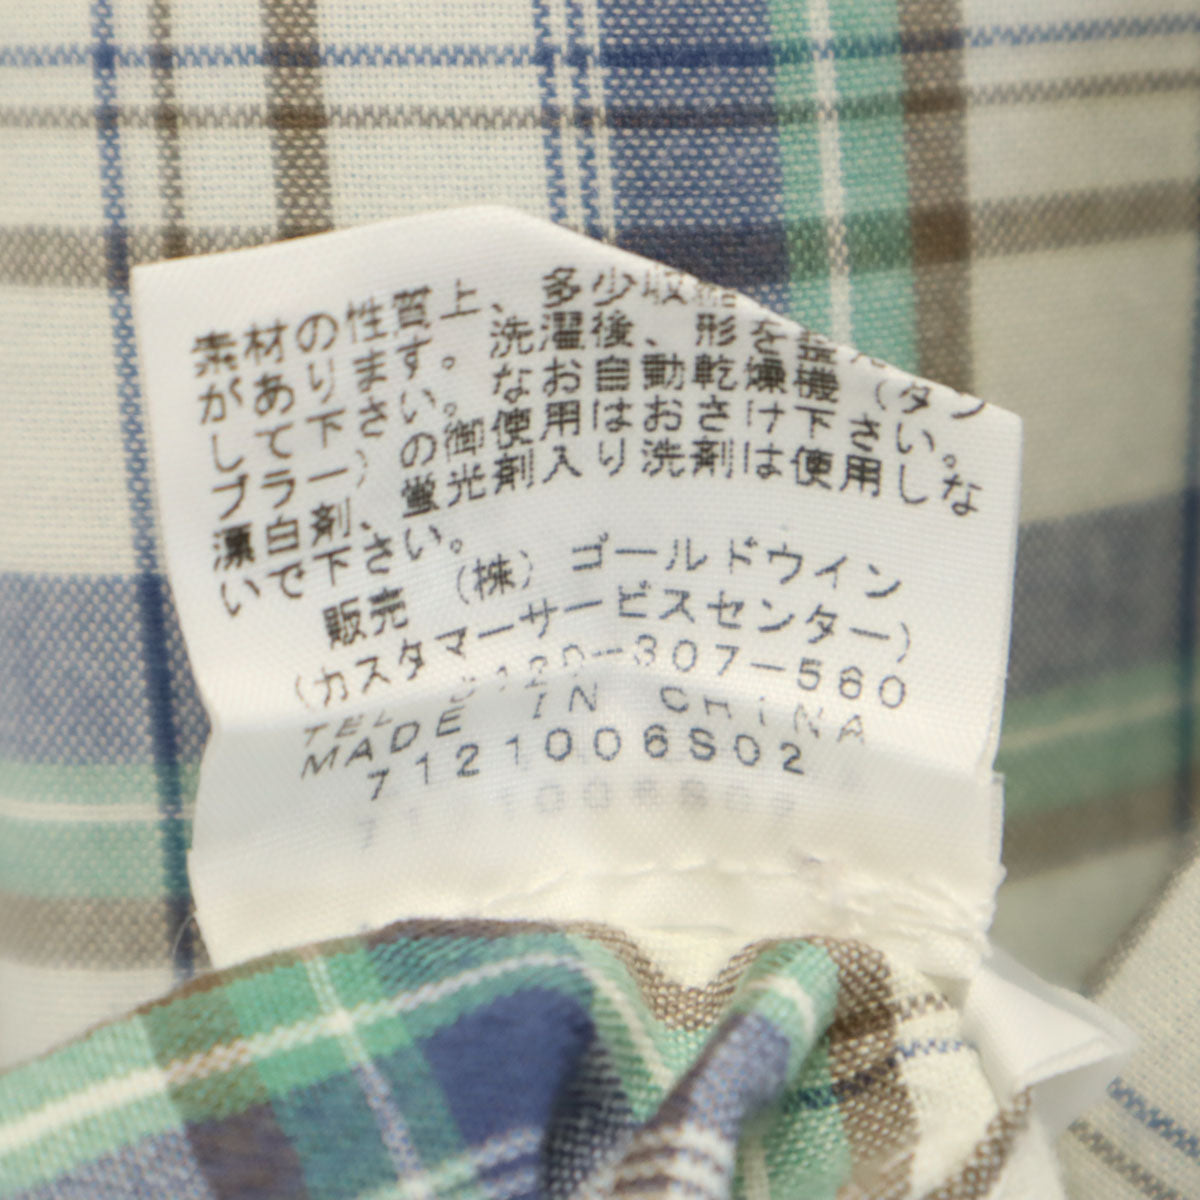 素材の性質上、多少収縮
があります。洗濯後、形を整え
して下さい。なお自動乾燥機(タン
ブラー)の御使用はおさけ下さい。
漂白剤、蛍光剤入り洗剤は使用しな
いで下さい。
販売 (株)ゴールドウイン
(カスタマーサービスセンター)
TEL 0120-307-560
MADE IN CHINA
7121006S02